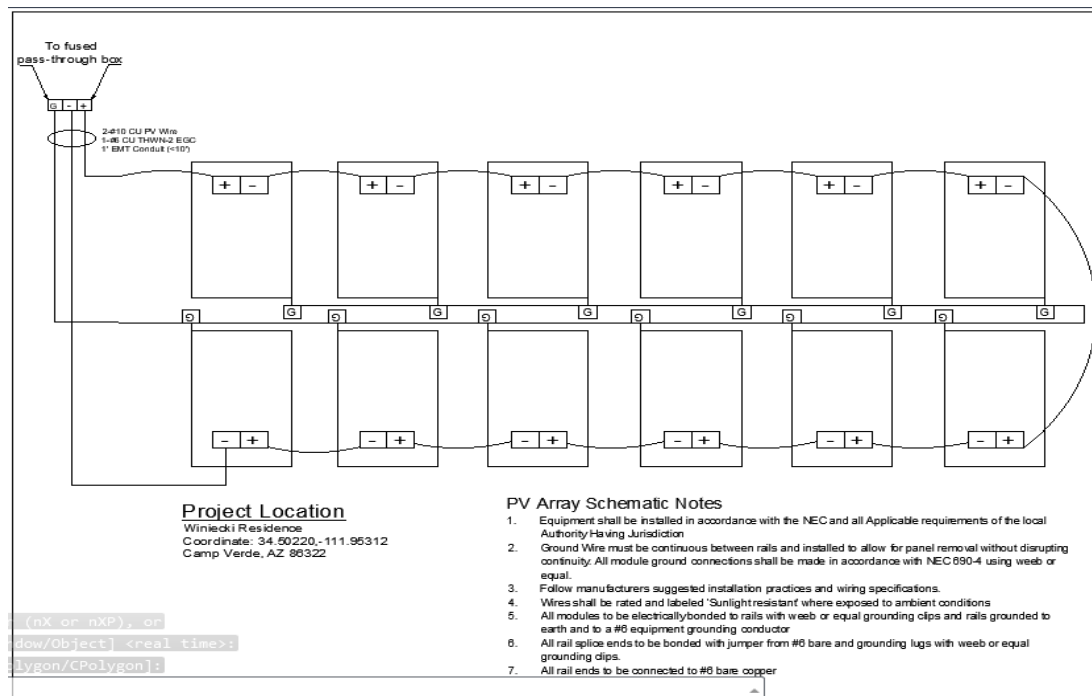 To fused
pass-through box
G - +
2-#10 CU PV Wire
1-#6 CU THWN-2 EGC
1" EMT Conduit (<10')
+ - + - + - + - + - + -
G G G G G G
G G G G G G
- + - + - + - + - + - +
Project Location
Winiecki Residence
Coordinate: 34.50220,-111.95312
Camp Verde, AZ 86322
PV Array Schematic Notes
1. Equipment shall be installed in accordance with the NEC and all Applicable requirements of the local
Authority Having Jurisdiction
2. Ground Wire must be continuous between rails and installed to allow for panel removal without disrupting
continuity. All module ground connections shall be made in accordance with NEC 690-4 using weeb or
equal.
3. Follow manufacturers suggested installation practices and wiring specifications.
4. Wires shall be rated and labeled 'Sunlight resistant' where exposed to ambient conditions
5. All modules to be electrically bonded to rails with weeb or equal grounding clips and rails grounded to
earth and to a #6 equipment grounding conductor
6. All rail splice ends to be bonded with jumper from #6 bare and grounding lugs with weeb or equal
grounding clips.
7. All rail ends to be connected to #6 bare copper
(nX or nXP), or
ndow/Object] <real time>:
olygon/CPolygon]: